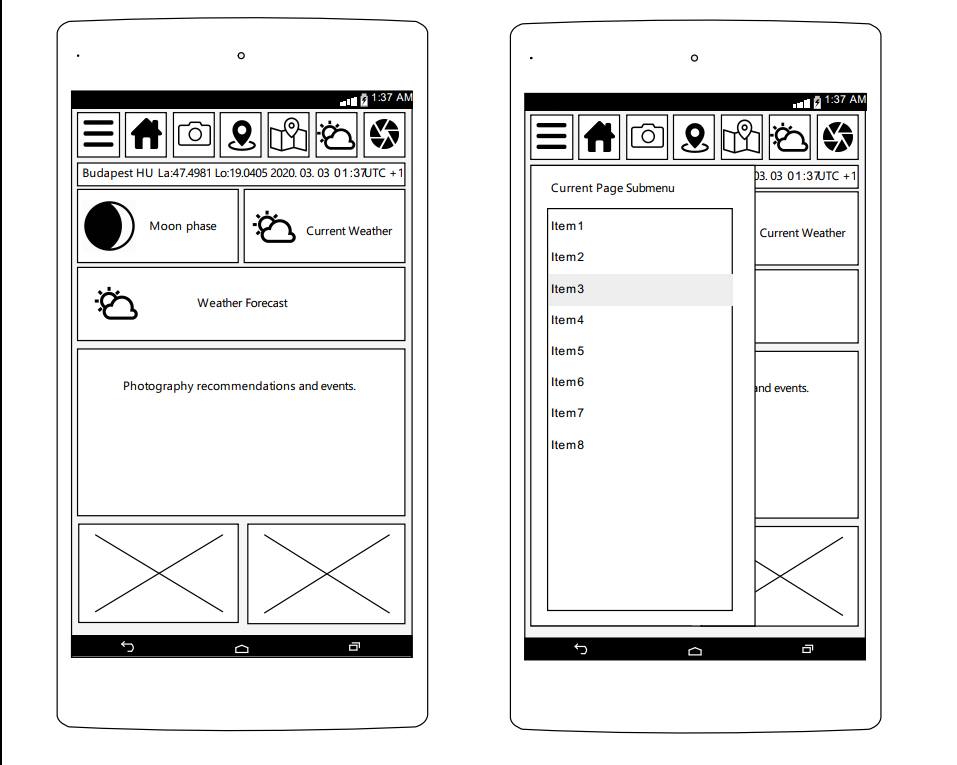 1:37 AM
Budapest HU La:47.4981 Lo:19.0405 2020. 03. 03 01:37UTC +1
Moon phase
Current Weather
Weather Forecast
Photography recommendations and events.
1:37 AM
03. 03 01:37UTC +1
Current Page Submenu
Item1
Item2
Current Weather
Item3
Item4
Item5
Item6
and events.
Item7
Item8